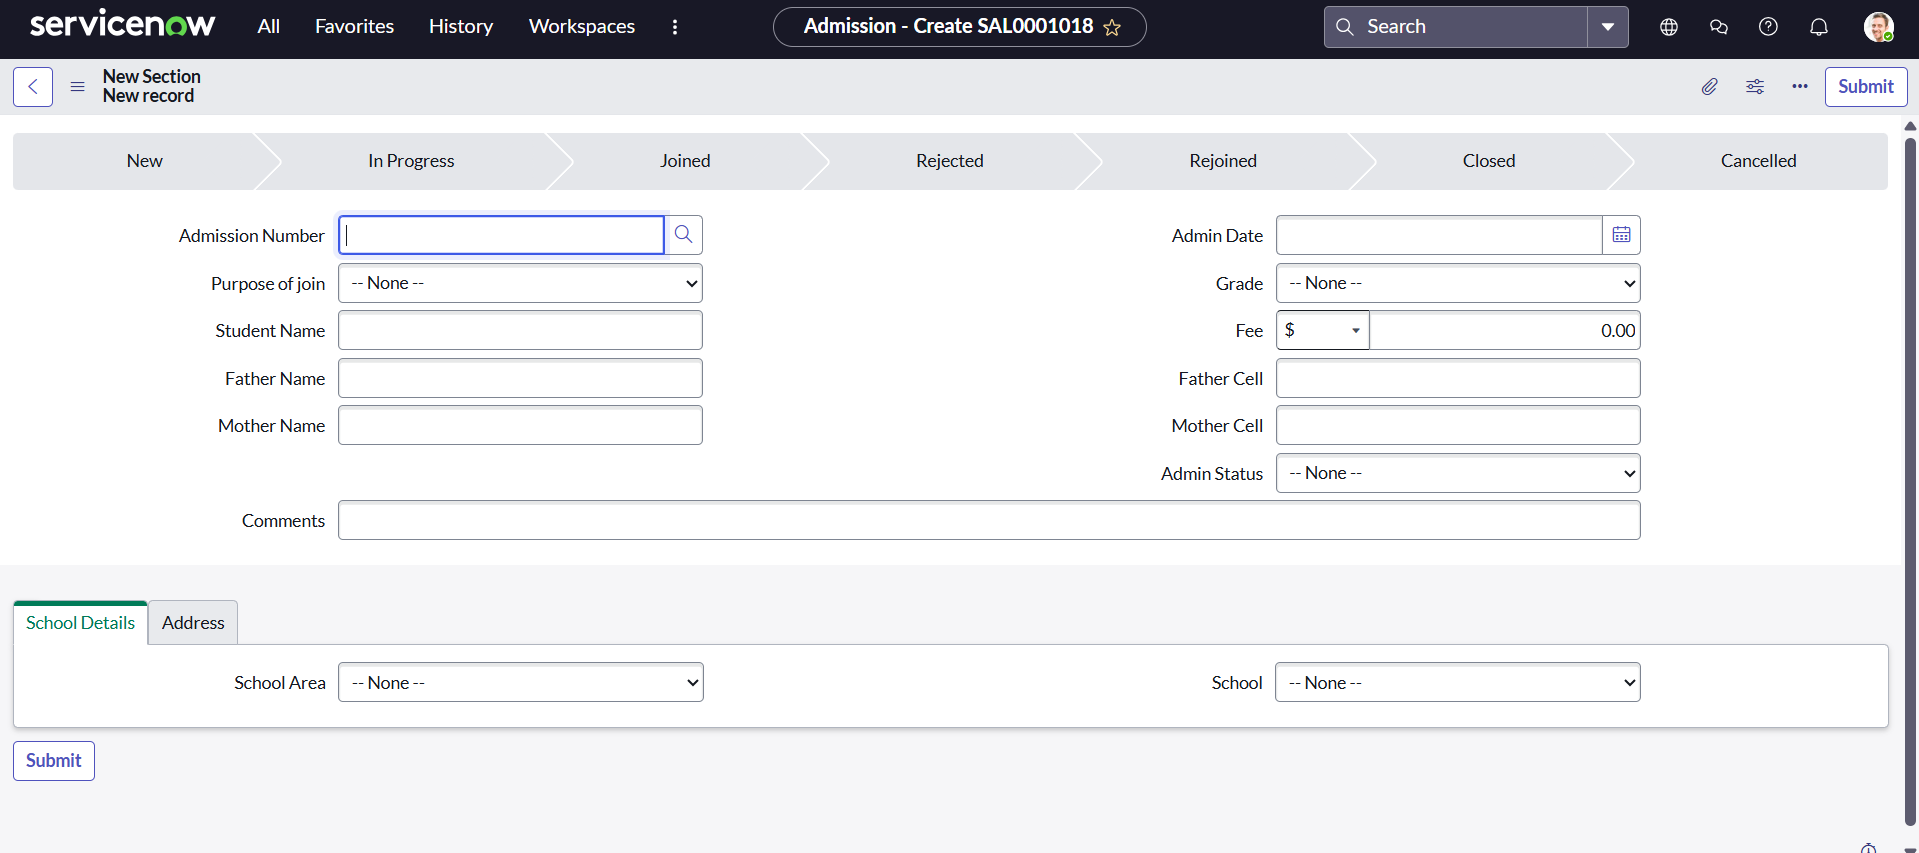 servicenow All Favorites History Workspaces Admission - Create SAL0001018 Search
New Section
New record
Submit
New In Progress Joined Rejected Rejoined Closed Cancelled
Admission Number
Admin Date
Purpose of join -- None --
Grade -- None --
Student Name
Fee $ 0.00
Father Name
Father Cell
Mother Name
Mother Cell
Admin Status -- None --
Comments
School Details Address
School Area -- None --
School -- None --
Submit